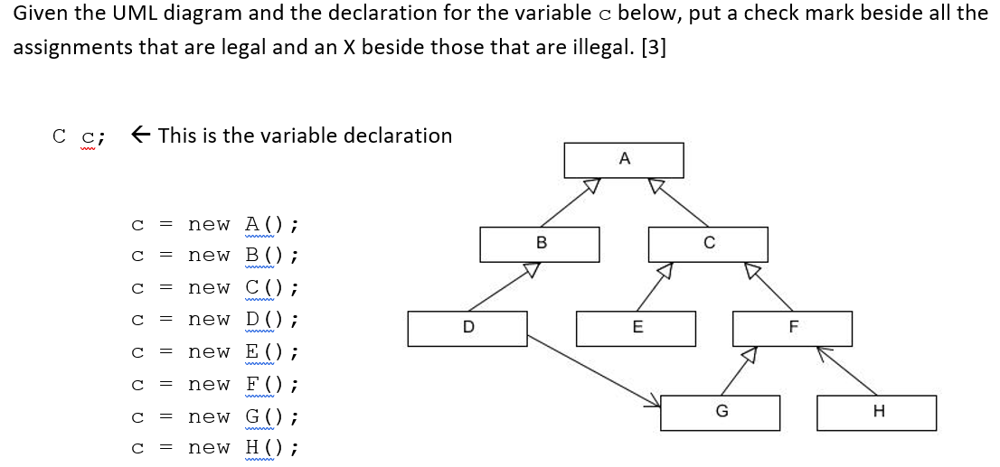 Given the UML diagram and the declaration for the variable c below, put a check mark beside all the
assignments that are legal and an X beside those that are illegal. [3]
C c; ← This is the variable declaration
c = new A();
c = new B();
c = new C();
c = new D();
c = new E();
c = new F();
c = new G();
c = new H();
A
B C
D E F
G H